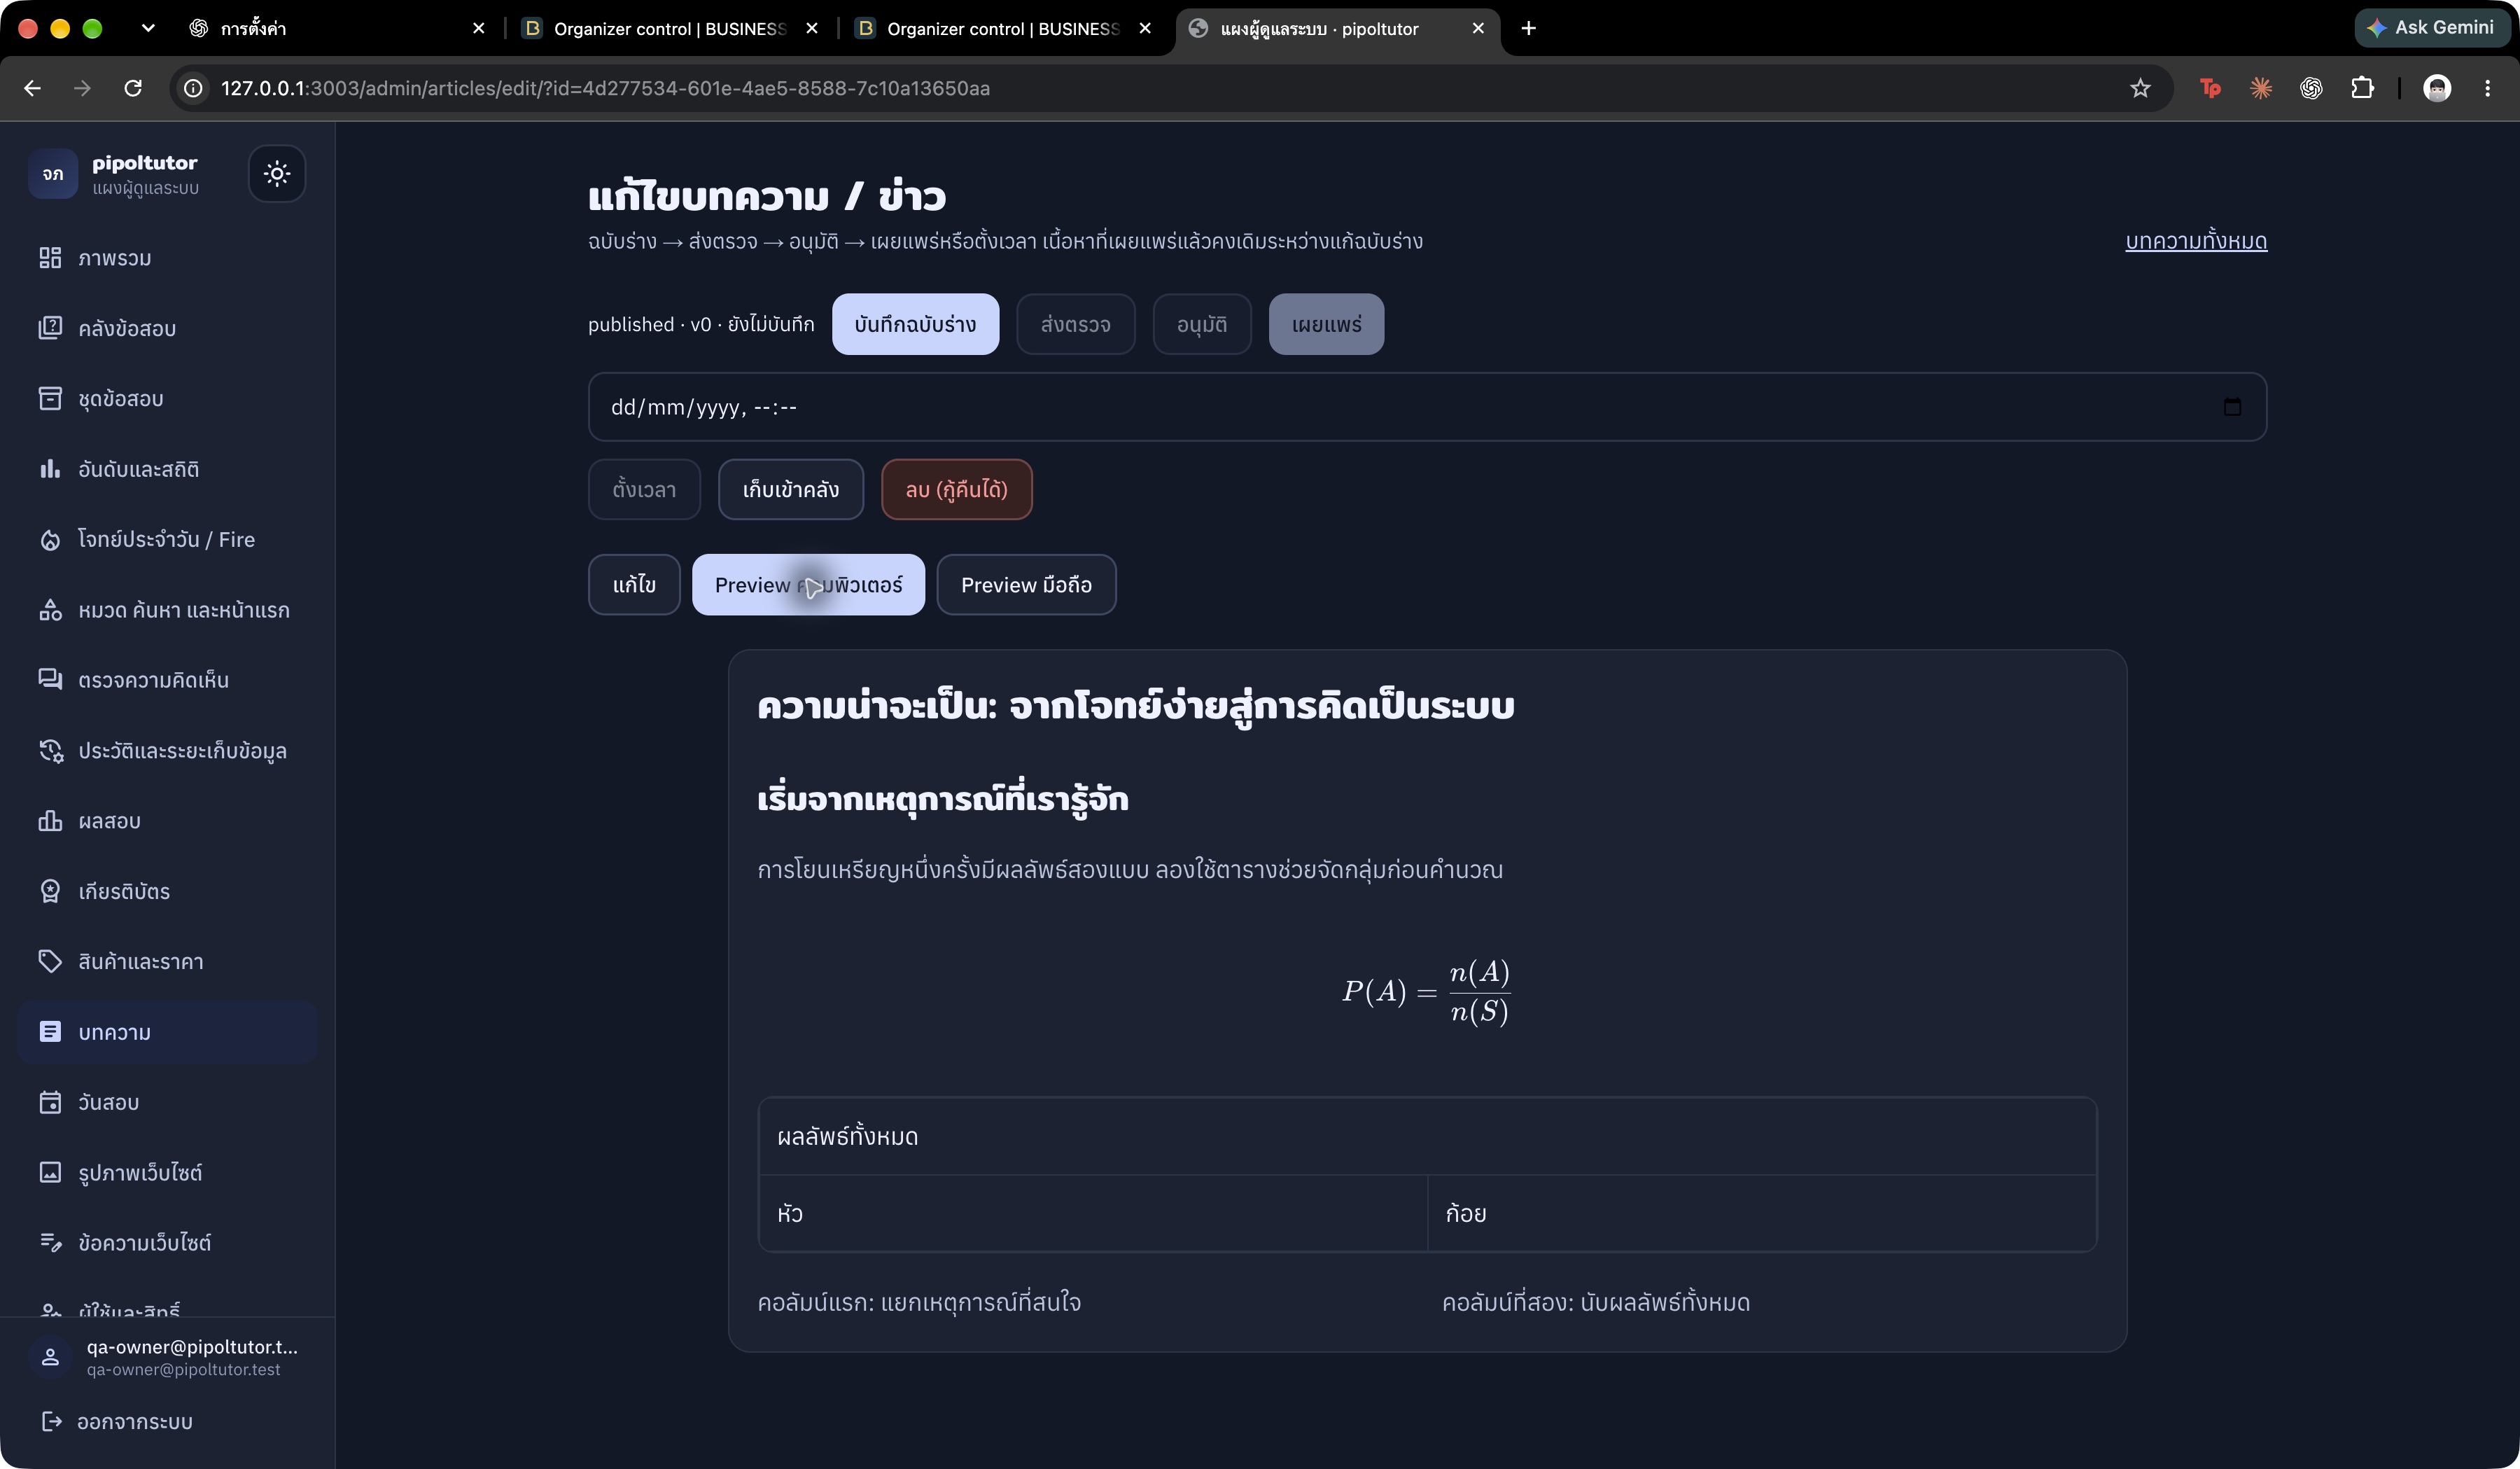 การตั้งค่า
Organizer control | BUSINESS
Organizer control | BUSINESS
แผงผู้ดูแลระบบ · pipoltutor
Ask Gemini
127.0.0.1:3003/admin/articles/edit/?id=4d277534-601e-4ae5-8588-7c10a13650aa
จภ
pipoltutor
แผงผู้ดูแลระบบ
ภาพรวม
คลังข้อสอบ
ชุดข้อสอบ
อันดับและสถิติ
โจทย์ประจำวัน / Fire
หมวด ค้นหา และหน้าแรก
ตรวจความคิดเห็น
ประวัติและระยะเก็บข้อมูล
ผลสอบ
เกียรติบัตร
สินค้าและราคา
บทความ
วันสอบ
รูปภาพเว็บไซต์
ข้อความเว็บไซต์
ผู้ใช้และสิทธิ์
qa-owner@pipoltutor.t...
qa-owner@pipoltutor.test
ออกจากระบบ
แก้ไขบทความ / ข่าว
ฉบับร่าง → ส่งตรวจ → อนุมัติ → เผยแพร่หรือตั้งเวลา เนื้อหาที่เผยแพร่แล้วคงเดิมระหว่างแก้ฉบับร่าง
บทความทั้งหมด
published · v0 · ยังไม่บันทึก
บันทึกฉบับร่าง
ส่งตรวจ
อนุมัติ
เผยแพร่
dd/mm/yyyy, --:--
ตั้งเวลา
เก็บเข้าคลัง
ลบ (กู้คืนได้)
แก้ไข
Preview คอมพิวเตอร์
Preview มือถือ
ความน่าจะเป็น: จากโจทย์ง่ายสู่การคิดเป็นระบบ
เริ่มจากเหตุการณ์ที่เรารู้จัก
การโยนเหรียญหนึ่งครั้งมีผลลัพธ์สองแบบ ลองใช้ตารางช่วยจัดกลุ่มก่อนคำนวณ
P(A) = n(A)/n(S)
ผลลัพธ์ทั้งหมด
หัว
ก้อย
คอลัมน์แรก: แยกเหตุการณ์ที่สนใจ
คอลัมน์ที่สอง: นับผลลัพธ์ทั้งหมด